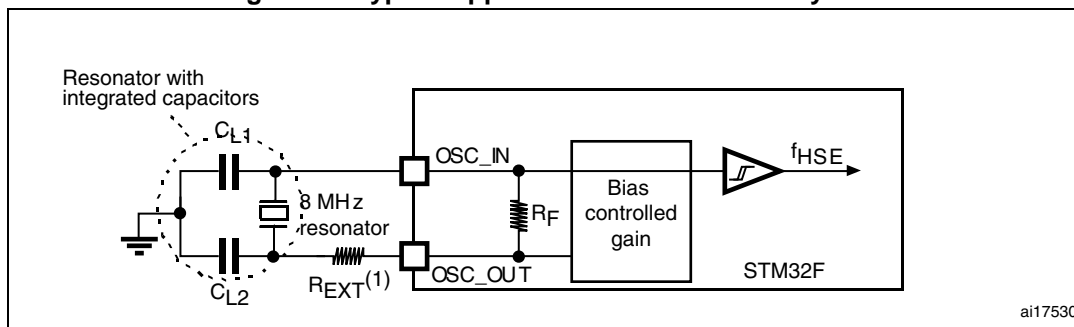 Resonator with
integrated capacitors
CL1
OSC_IN
fHSE
8 MHz
resonator
RF
Bias
controlled
gain
REXT(1)
OSC_OUT
STM32F
CL2
ai17530